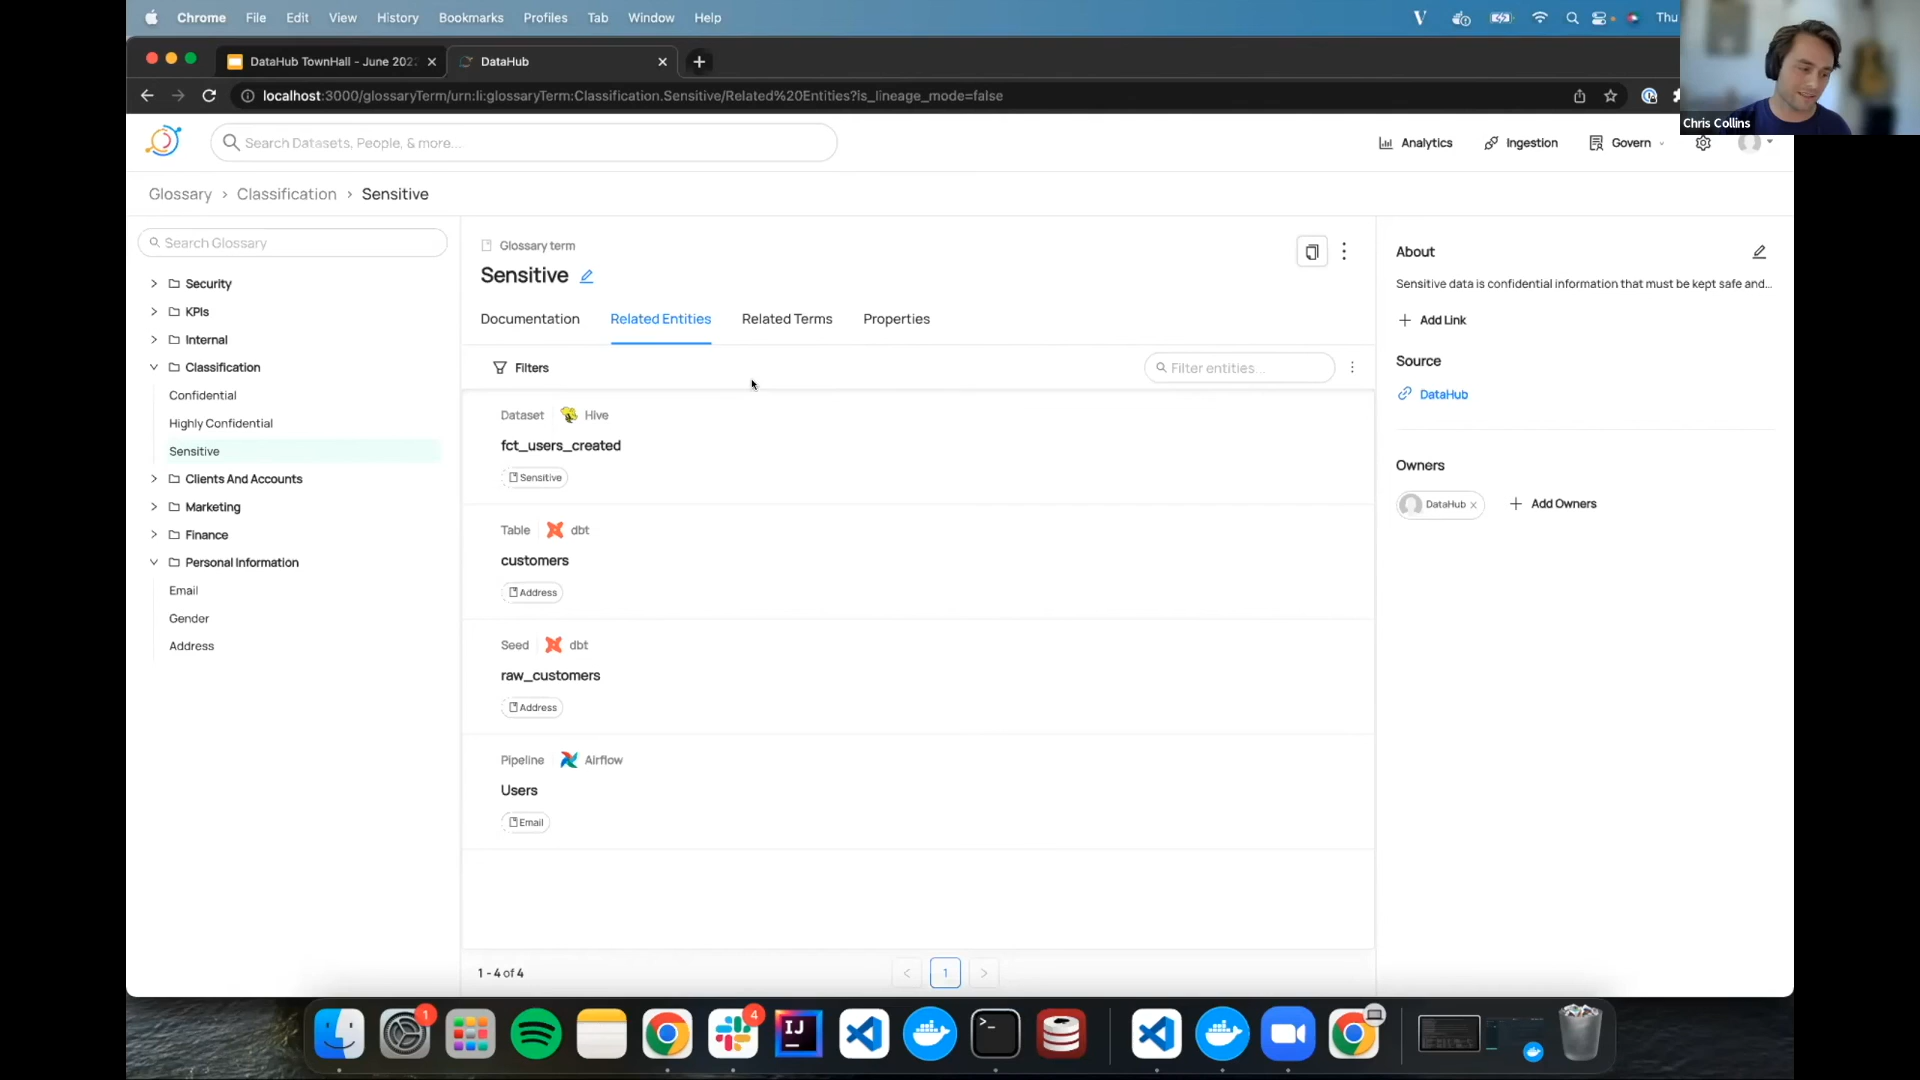 Chrome File Edit View History Bookmarks Profiles Tab Window Help
V
Thu
DataHub TownHall - June 202
DataHub
localhost:3000/glossaryTerm/urn:li:glossaryTerm:Classification.Sensitive/Related%20Entities?is_lineage_mode=false
Chris Collins
Search Datasets, People, & more...
Analytics
Ingestion
Govern
Glossary > Classification > Sensitive
Search Glossary
Security
KPIs
Internal
Classification
Confidential
Highly Confidential
Sensitive
Clients And Accounts
Marketing
Finance
Personal Information
Email
Gender
Address
Glossary term
Sensitive
Documentation
Related Entities
Related Terms
Properties
Filters
Filter entities...
Dataset Hive
fct_users_created
Sensitive
Table dbt
customers
Address
Seed dbt
raw_customers
Address
Pipeline Airflow
Users
Email
1 - 4 of 4
< 1 >
About
Sensitive data is confidential information that must be kept safe and...
+ Add Link
Source
DataHub
Owners
DataHub
+ Add Owners
1
4
IJ
>_